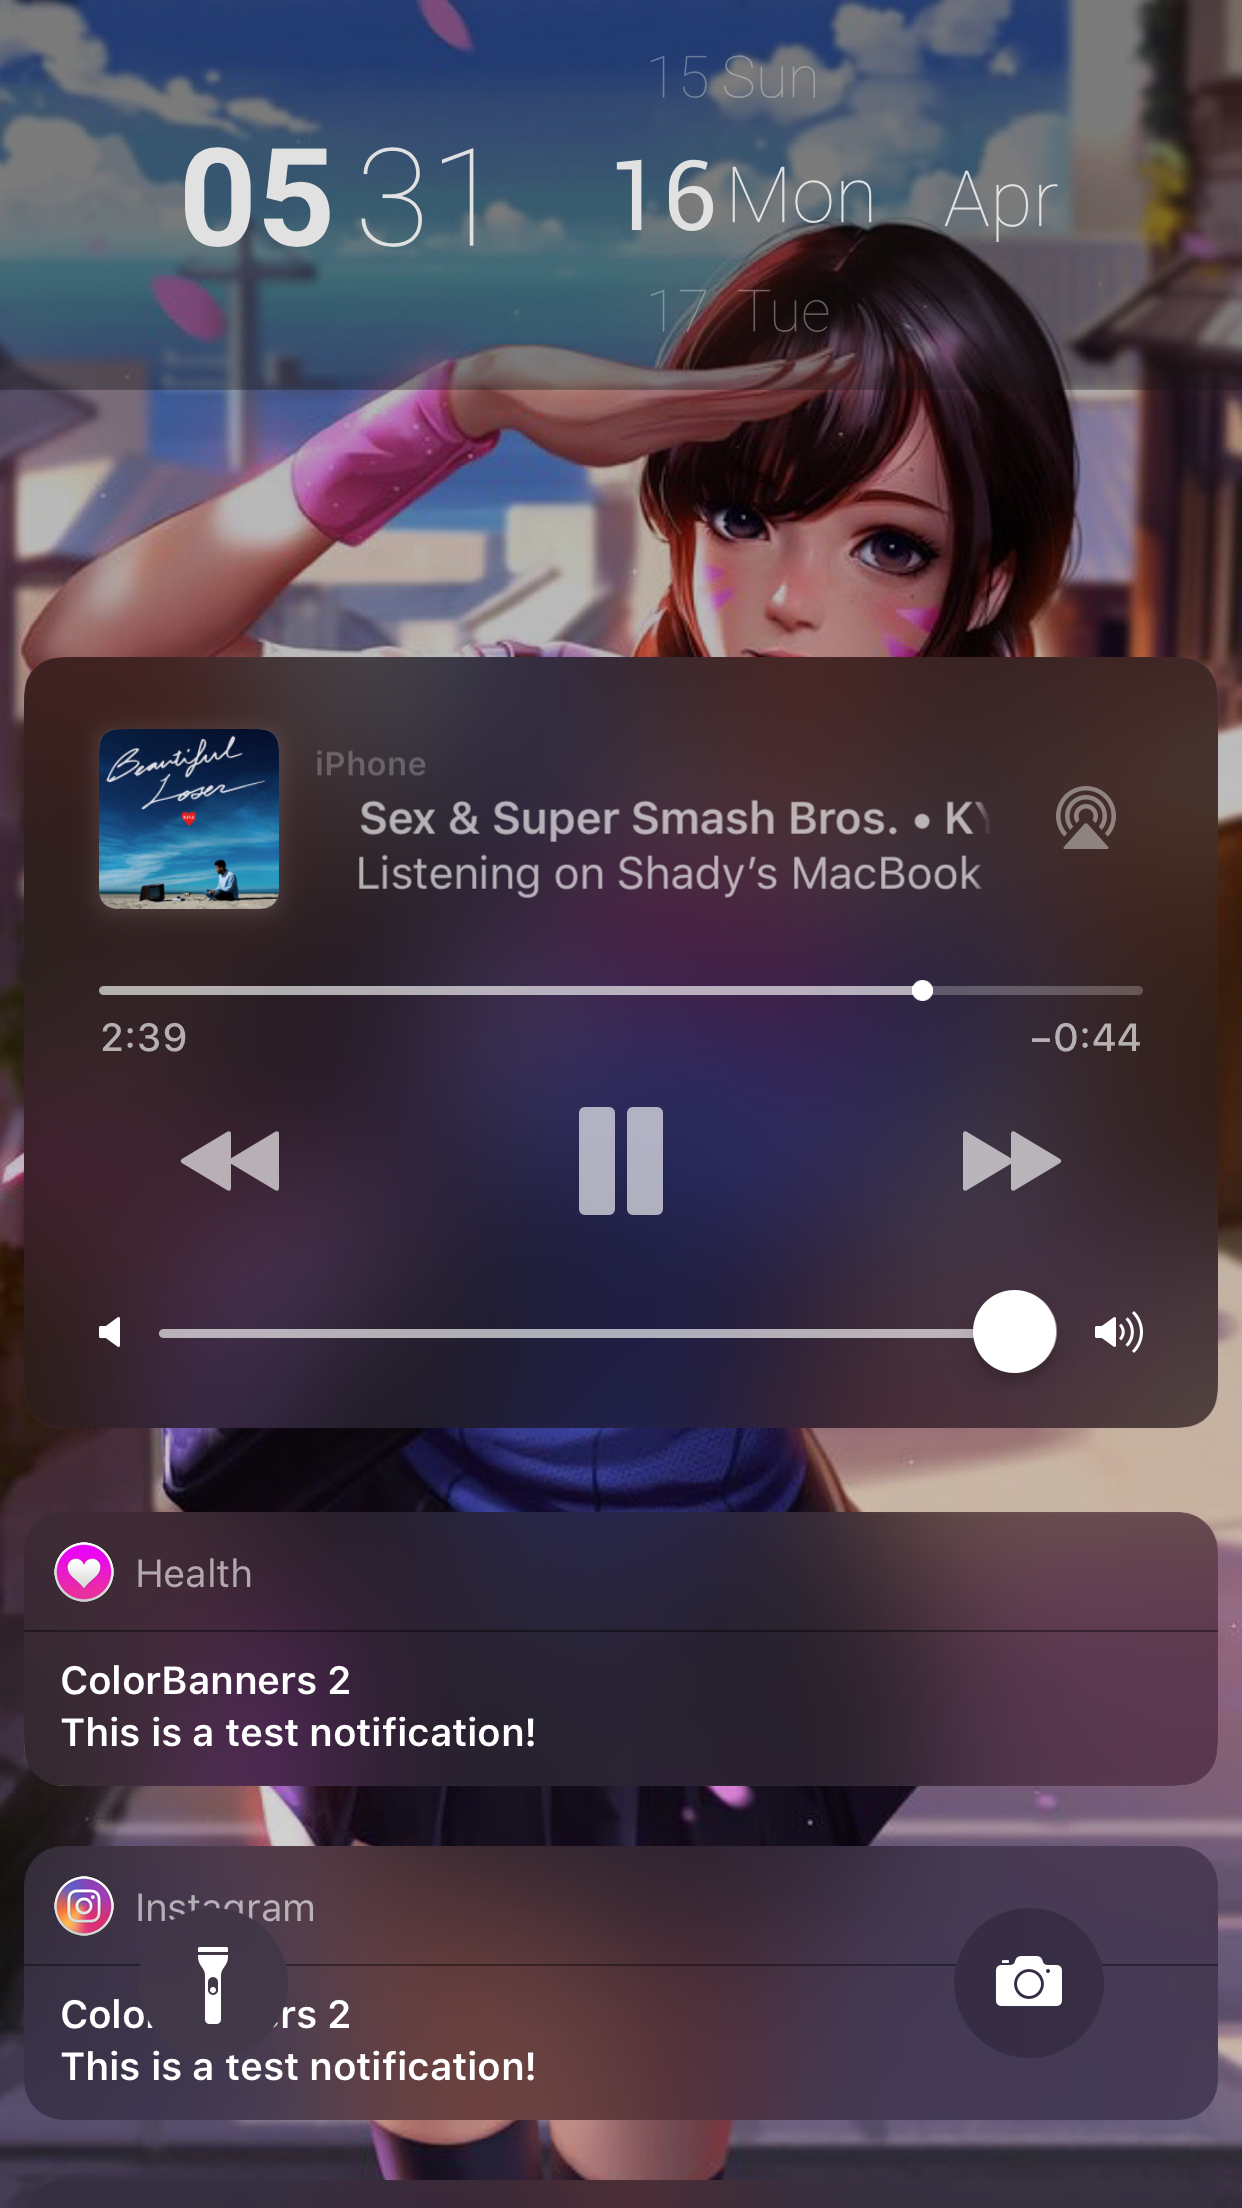 15 Sun
05 31 16 Mon Apr
17 Tue
Beautiful
Loser
iPhone
Sex & Super Smash Bros. • KY
Listening on Shady's MacBook
2:39 –0:44
Health
ColorBanners 2
This is a test notification!
Instagram
Colo rs 2
This is a test notification!